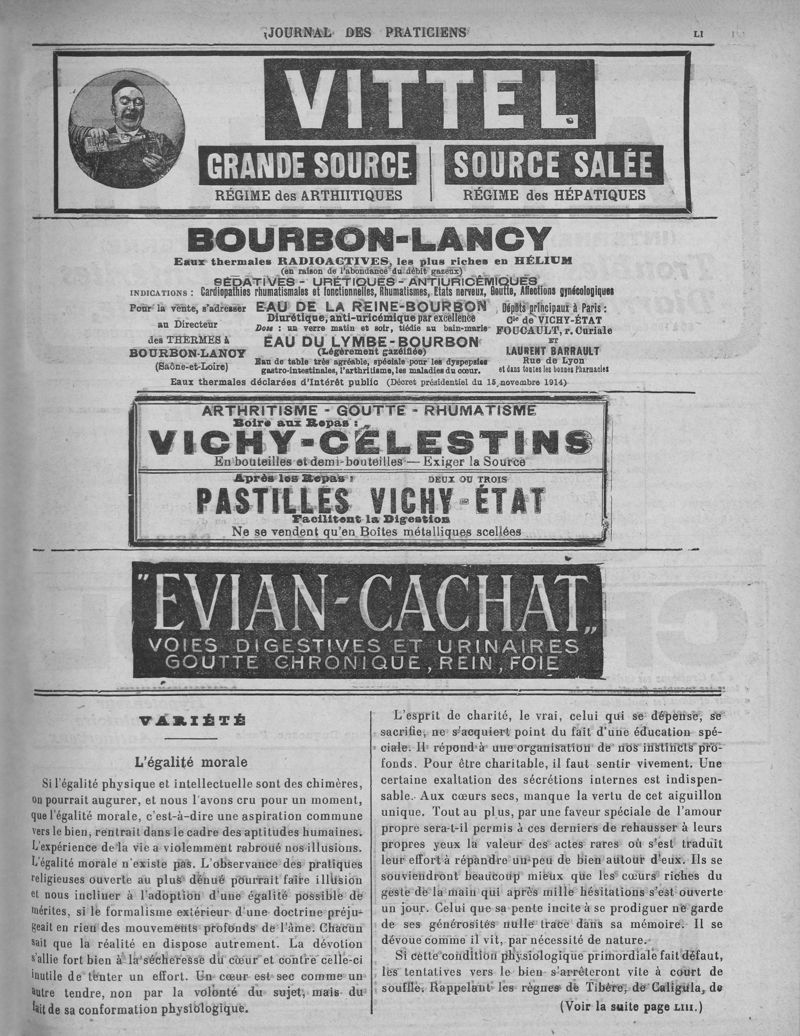 JOURNAL DES PRATICIENS
LI
VITTEL
GRANDE SOURCE
RÉGIME des ARTHIITIQUES
SOURCE SALÉE
RÉGIME des HÉPATIQUES
BOURBON-LANCY
Eaux thermales RADIOACTIVES, les plus riches en HÉLIUM
(en raison de l'abondance du débit gazeux)
SÉDATIVES - URÉTIQUES - ANTIURICÉMIQUES
INDICATIONS : Cardiopathies rhumatismales et fonctionnelles, Rhumatismes, Etats nerveux, Goutte, Affections gynécologiques
Pour la vente, s'adresser
au Directeur
des THERMES à
BOURBON-LANCY
(Saône-et-Loire)
EAU DE LA REINE-BOURBON
Diurétique, anti-uricémique par excellence
Dose : un verre matin et soir, tiédie au bain-marie
EAU DU LYMBE-BOURBON
(Légèrement gazéifiée)
Eau de table très agréable, spéciale pour les dyspepsies
gastro-intestinales, l'arthritisme, les maladies du cœur.
Dépôts principaux à Paris :
Cie de VICHY-ÉTAT
FOUCAULT, r. Curiale
ET
LAURENT BARRAULT
Rue de Lyon
et dans toutes les bonnes Pharmacies
Eaux thermales déclarées d'Intérêt public (Décret présidentiel du 15 novembre 1914)
ARTHRITISME - GOUTTE - RHUMATISME
Boire aux Repas :
VICHY-CÉLESTINS
En bouteilles et demi-bouteilles — Exiger la Source
Après les Repas :
DEUX OU TROIS
PASTILLES VICHY-ÉTAT
Facilitent la Digestion
Ne se vendent qu'en Boîtes métalliques scellées
"EVIAN-CACHAT„
VOIES DIGESTIVES ET URINAIRES
GOUTTE CHRONIQUE, REIN, FOIE
VARIÉTÉ
L'égalité morale
Si l'égalité physique et intellectuelle sont des chimères,
on pourrait augurer, et nous l'avons cru pour un moment,
que l'égalité morale, c'est-à-dire une aspiration commune
vers le bien, rentrait dans le cadre des aptitudes humaines.
L'expérience de la vie a violemment rabroué nos illusions.
L'égalité morale n'existe pas. L'observance des pratiques
religieuses ouverte au plus dénué pourrait faire illusion
et nous incliner à l'adoption d'une égalité possible de
mérites, si le formalisme extérieur d'une doctrine préju-
geait en rien des mouvements profonds de l'âme. Chacun
sait que la réalité en dispose autrement. La dévotion
s'allie fort bien à la sécheresse du cœur et contre celle-ci
inutile de tenter un effort. Un cœur est sec comme un
autre tendre, non par la volonté du sujet, mais du
fait de sa conformation physiologique.
L'esprit de charité, le vrai, celui qui se dépense, se
sacrifie, ne s'acquiert point du fait d'une éducation spé-
ciale. Il répond à une organisation de nos instincts pro-
fonds. Pour être charitable, il faut sentir vivement. Une
certaine exaltation des sécrétions internes est indispen-
sable. Aux cœurs secs, manque la vertu de cet aiguillon
unique. Tout au plus, par une faveur spéciale de l'amour
propre sera-t-il permis à ces derniers de rehausser à leurs
propres yeux la valeur des actes rares où s'est traduit
leur effort à répandre un peu de bien autour d'eux. Ils se
souviendront beaucoup mieux que les cœurs riches du
geste de la main qui après mille hésitations s'est ouverte
un jour. Celui que sa pente incite à se prodiguer ne garde
de ses générosités nulle trace dans sa mémoire. Il se
dévoue comme il vit, par nécessité de nature.
Si cette condition physiologique primordiale fait défaut,
les tentatives vers le bien s'arrêteront vite à court de
souffle. Rappelant les règnes de Tibère, de Caligula, de
(Voir la suite page LIII.)